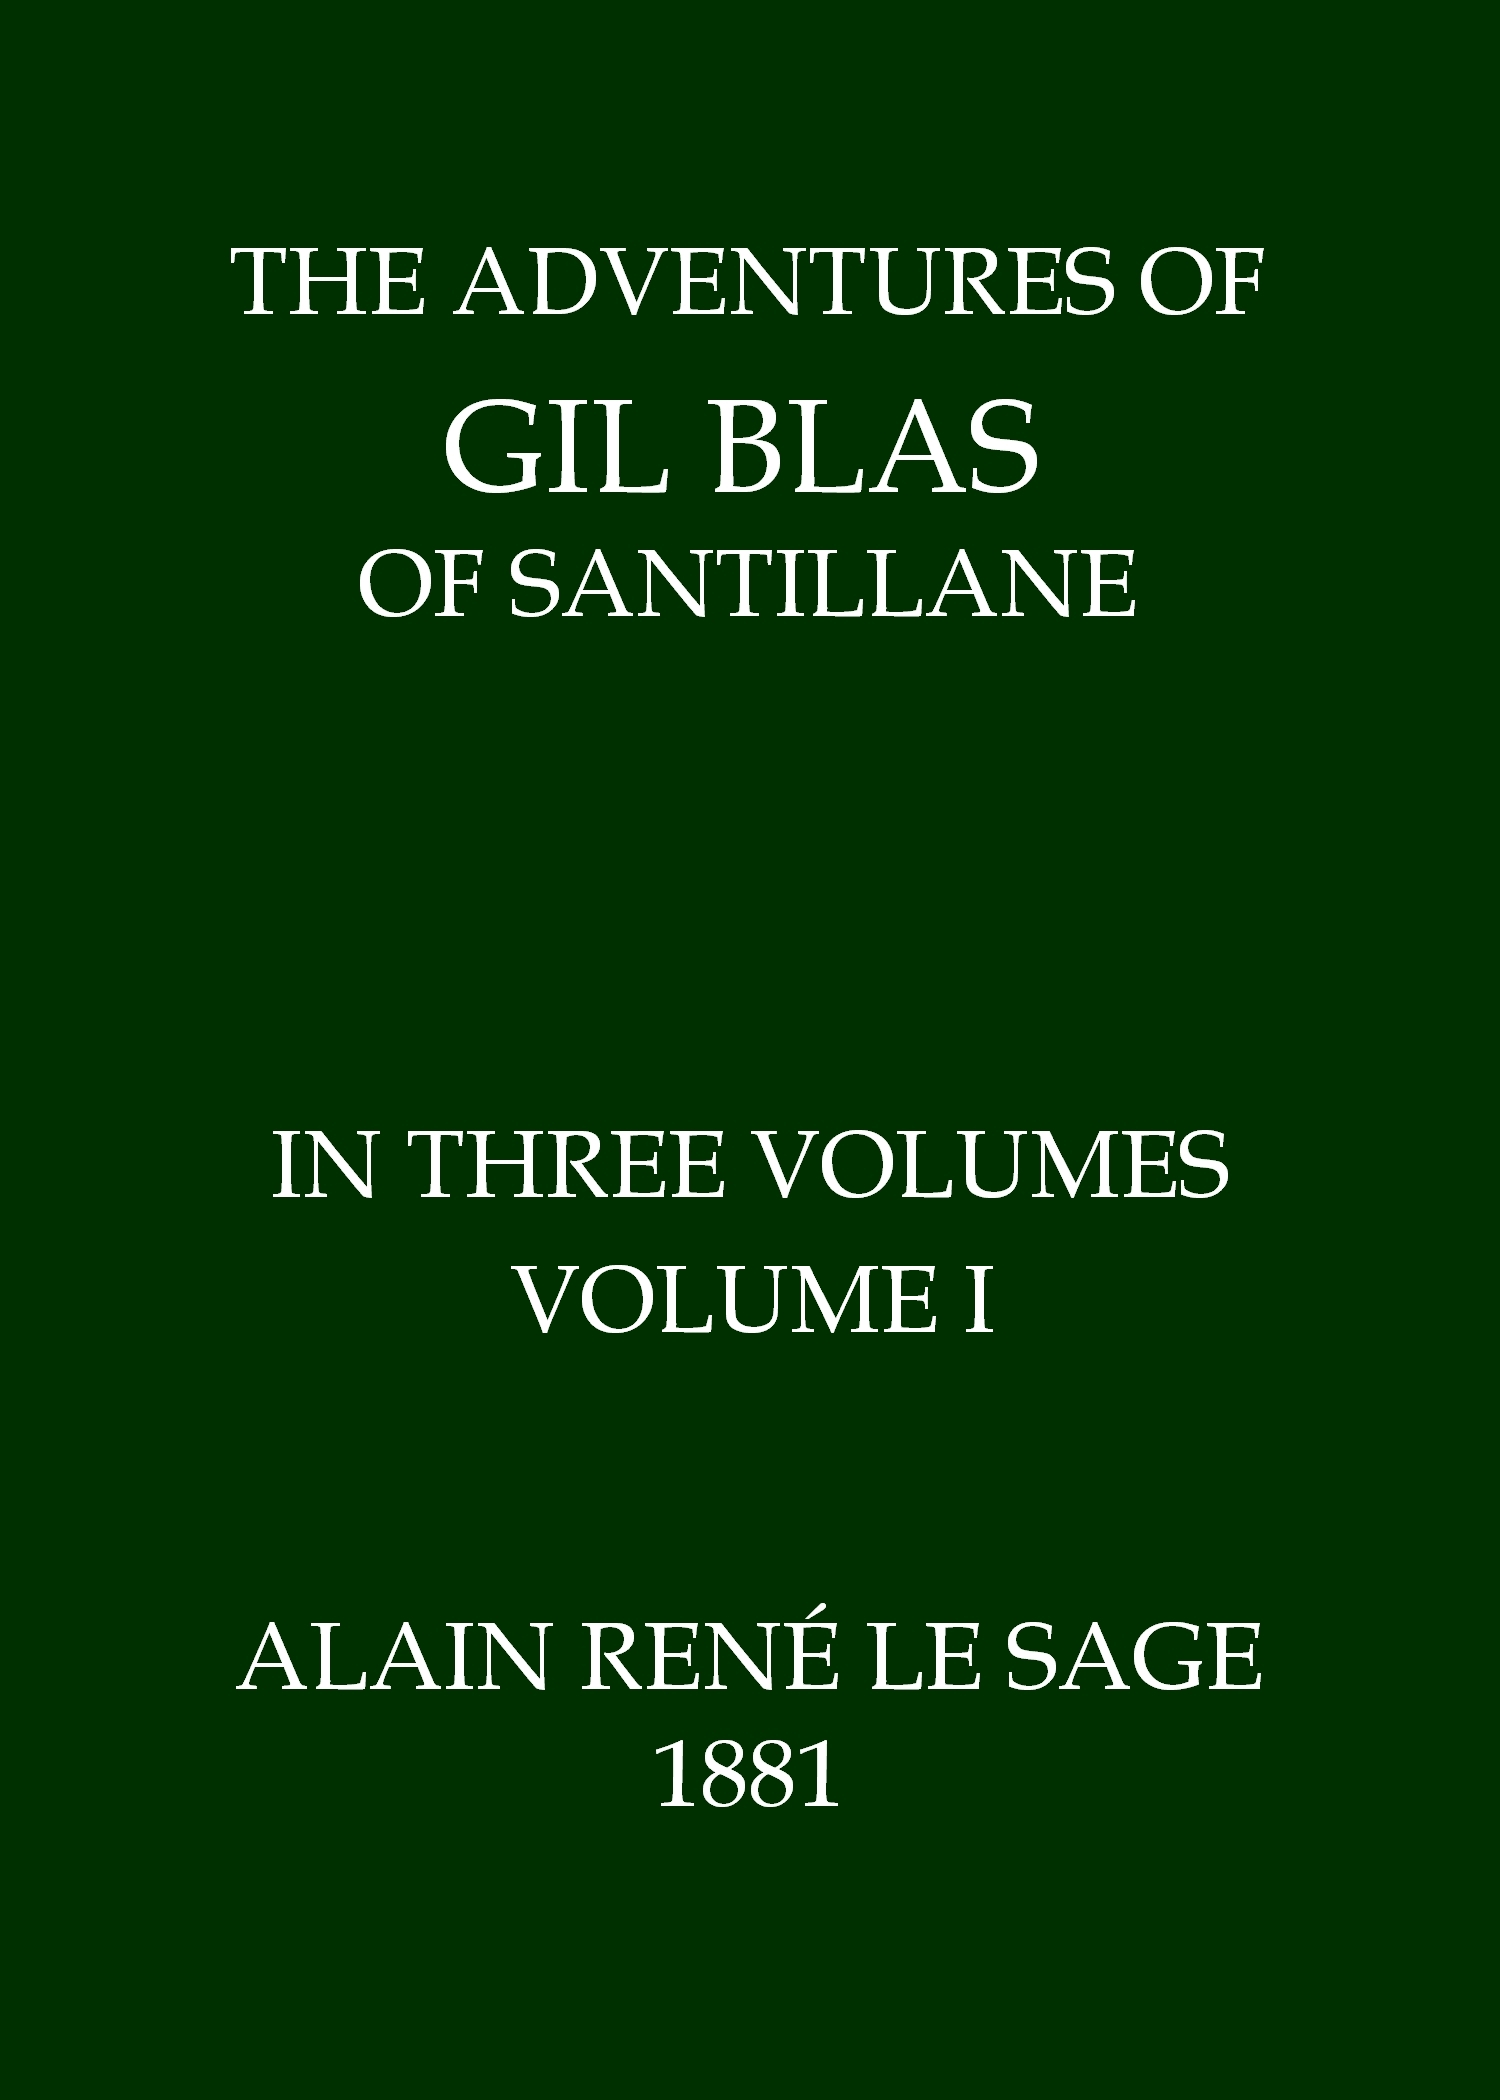 THE ADVENTURES OF
GIL BLAS
OF SANTILLANE
IN THREE VOLUMES
VOLUME I
ALAIN RENÉ LE SAGE
1881